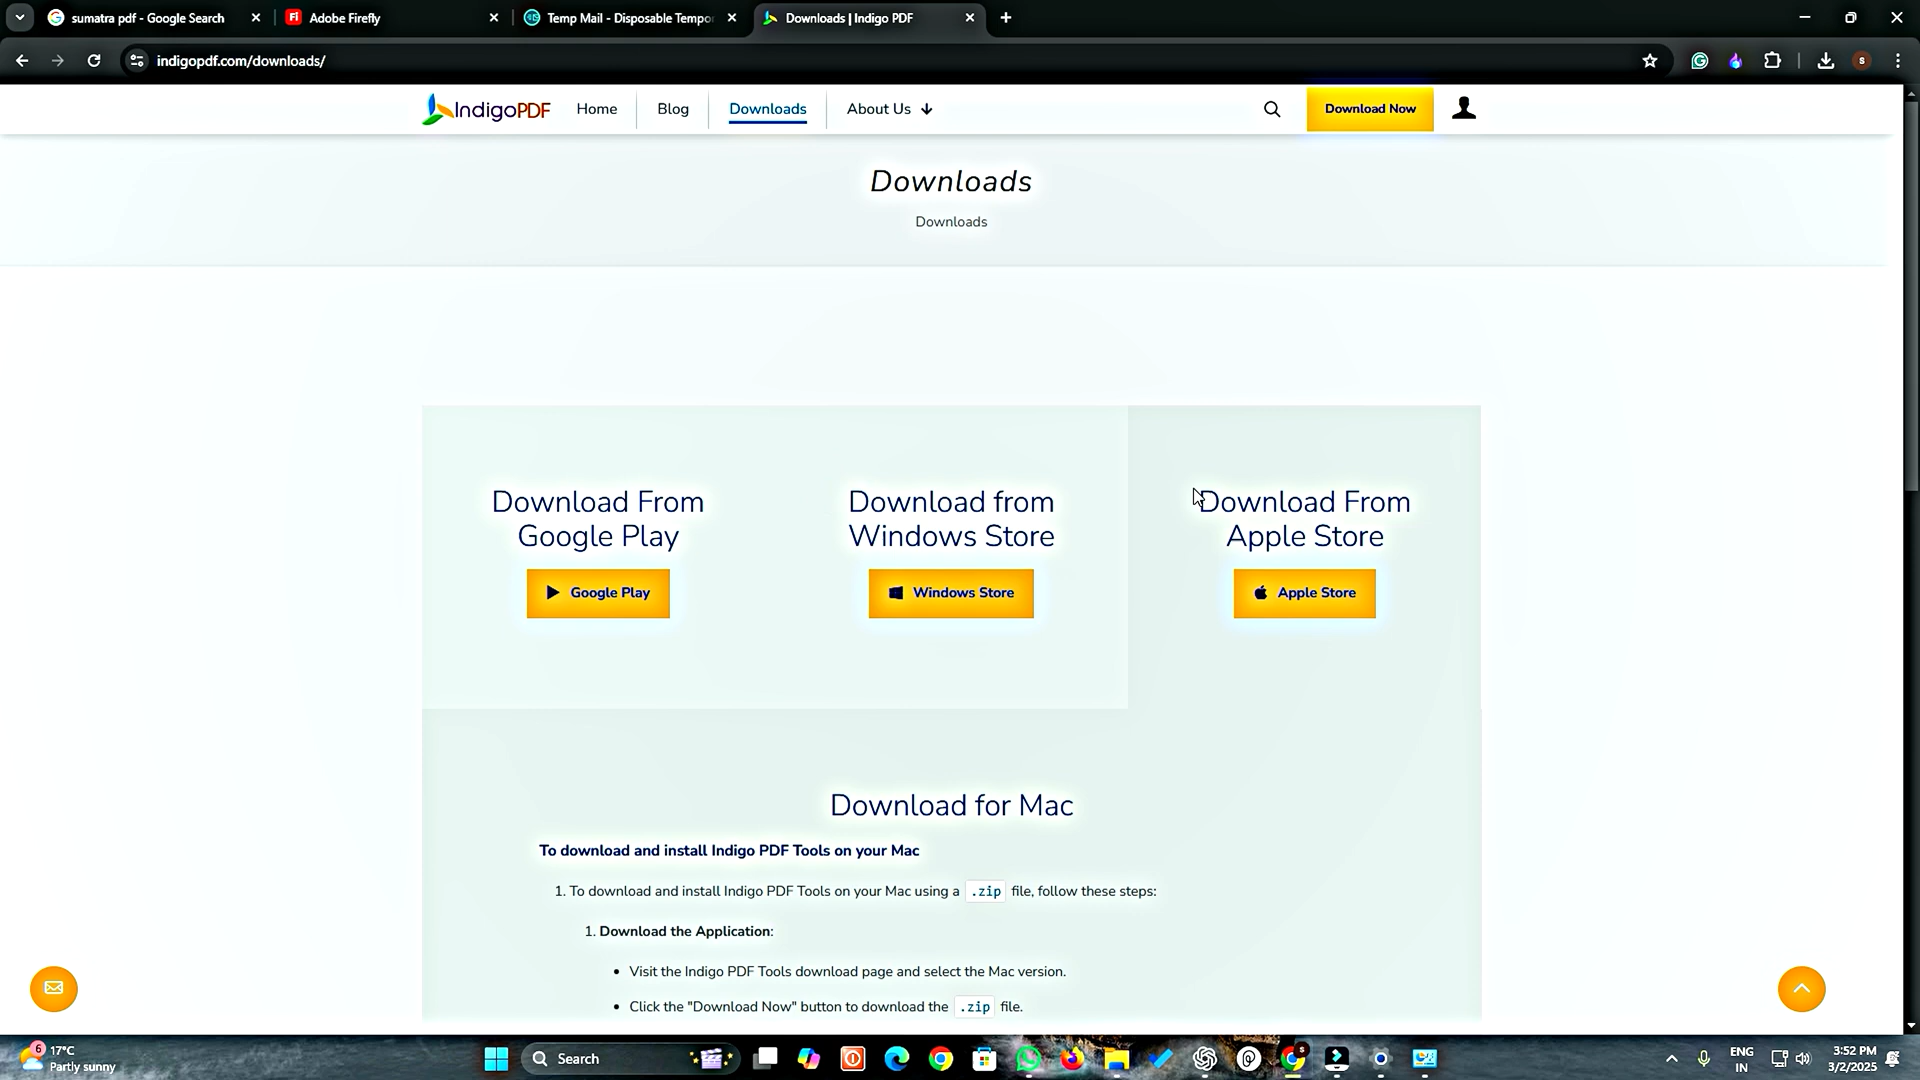 sumatra pdf - Google Search
Adobe Firefly
Temp Mail - Disposable Tempor
Downloads | Indigo PDF
indigopdf.com/downloads/
IndigoPDF
Home
Blog
Downloads
About Us
Download Now
Downloads
Downloads
Download From
Google Play
Google Play
Download from
Windows Store
Windows Store
Download From
Apple Store
Apple Store
Download for Mac
To download and install Indigo PDF Tools on your Mac
1. To download and install Indigo PDF Tools on your Mac using a .zip file, follow these steps:
1. Download the Application:
• Visit the Indigo PDF Tools download page and select the Mac version.
• Click the "Download Now" button to download the .zip file.
6
17°C
Partly sunny
Search
ENG
IN
3:52 PM
3/2/2025